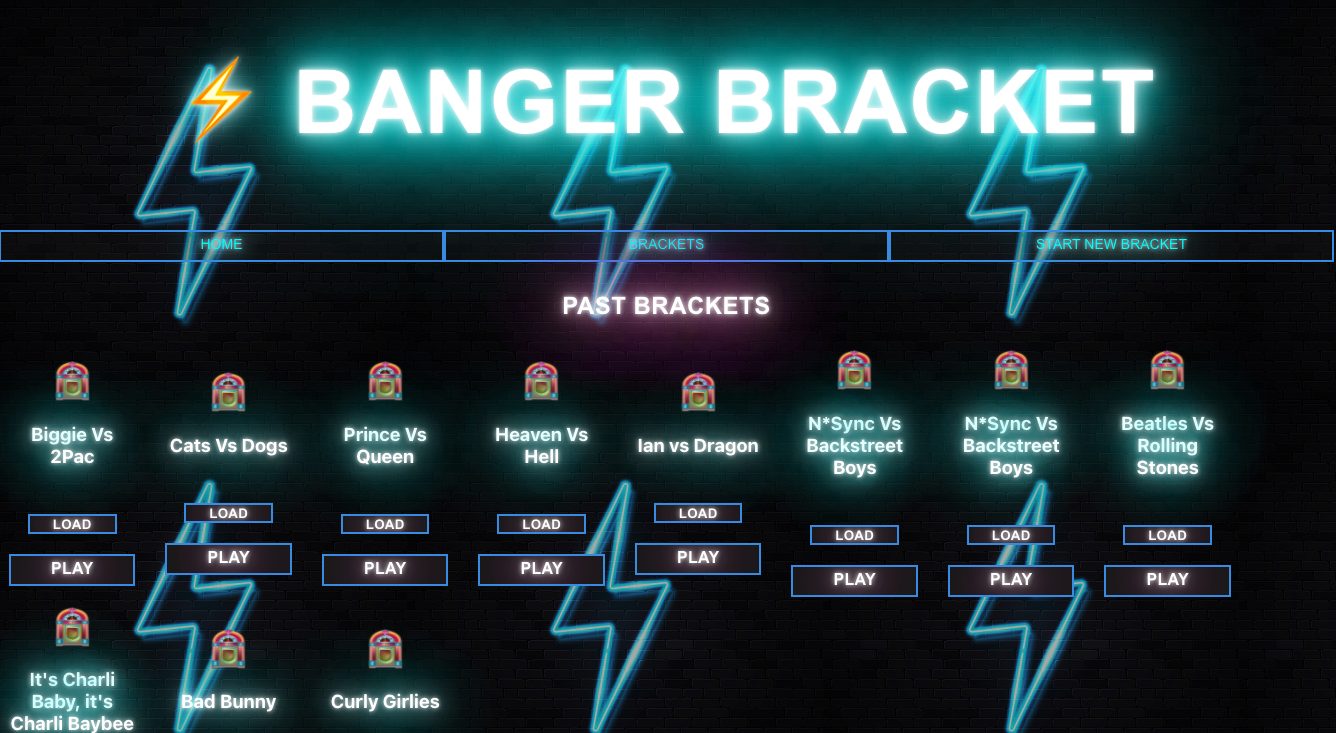 BANGER BRACKET
HOME
BRACKETS
START NEW BRACKET
PAST BRACKETS
Biggie Vs
2Pac
LOAD
PLAY
Cats Vs Dogs
LOAD
PLAY
Prince Vs
Queen
LOAD
PLAY
Heaven Vs
Hell
LOAD
PLAY
Ian vs Dragon
LOAD
PLAY
N*Sync Vs
Backstreet
Boys
LOAD
PLAY
N*Sync Vs
Backstreet
Boys
LOAD
PLAY
Beatles Vs
Rolling
Stones
LOAD
PLAY
It's Charli
Baby, it's
Charli Baybee
Bad Bunny
Curly Girlies